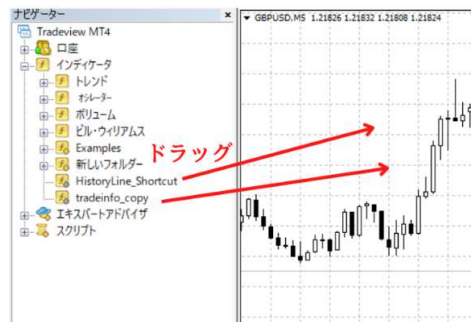 ナビゲーター ×
Tradeview MT4
口座
インディケータ
トレンド
オシレーター
ボリューム
ビル・ウィリアムス
Examples
新しいフォルダー
HistoryLine_Shortcut
tradeinfo_copy
エキスパートアドバイザ
スクリプト
ドラッグ
GBPUSD,M5 1.21826 1.21832 1.21808 1.21824